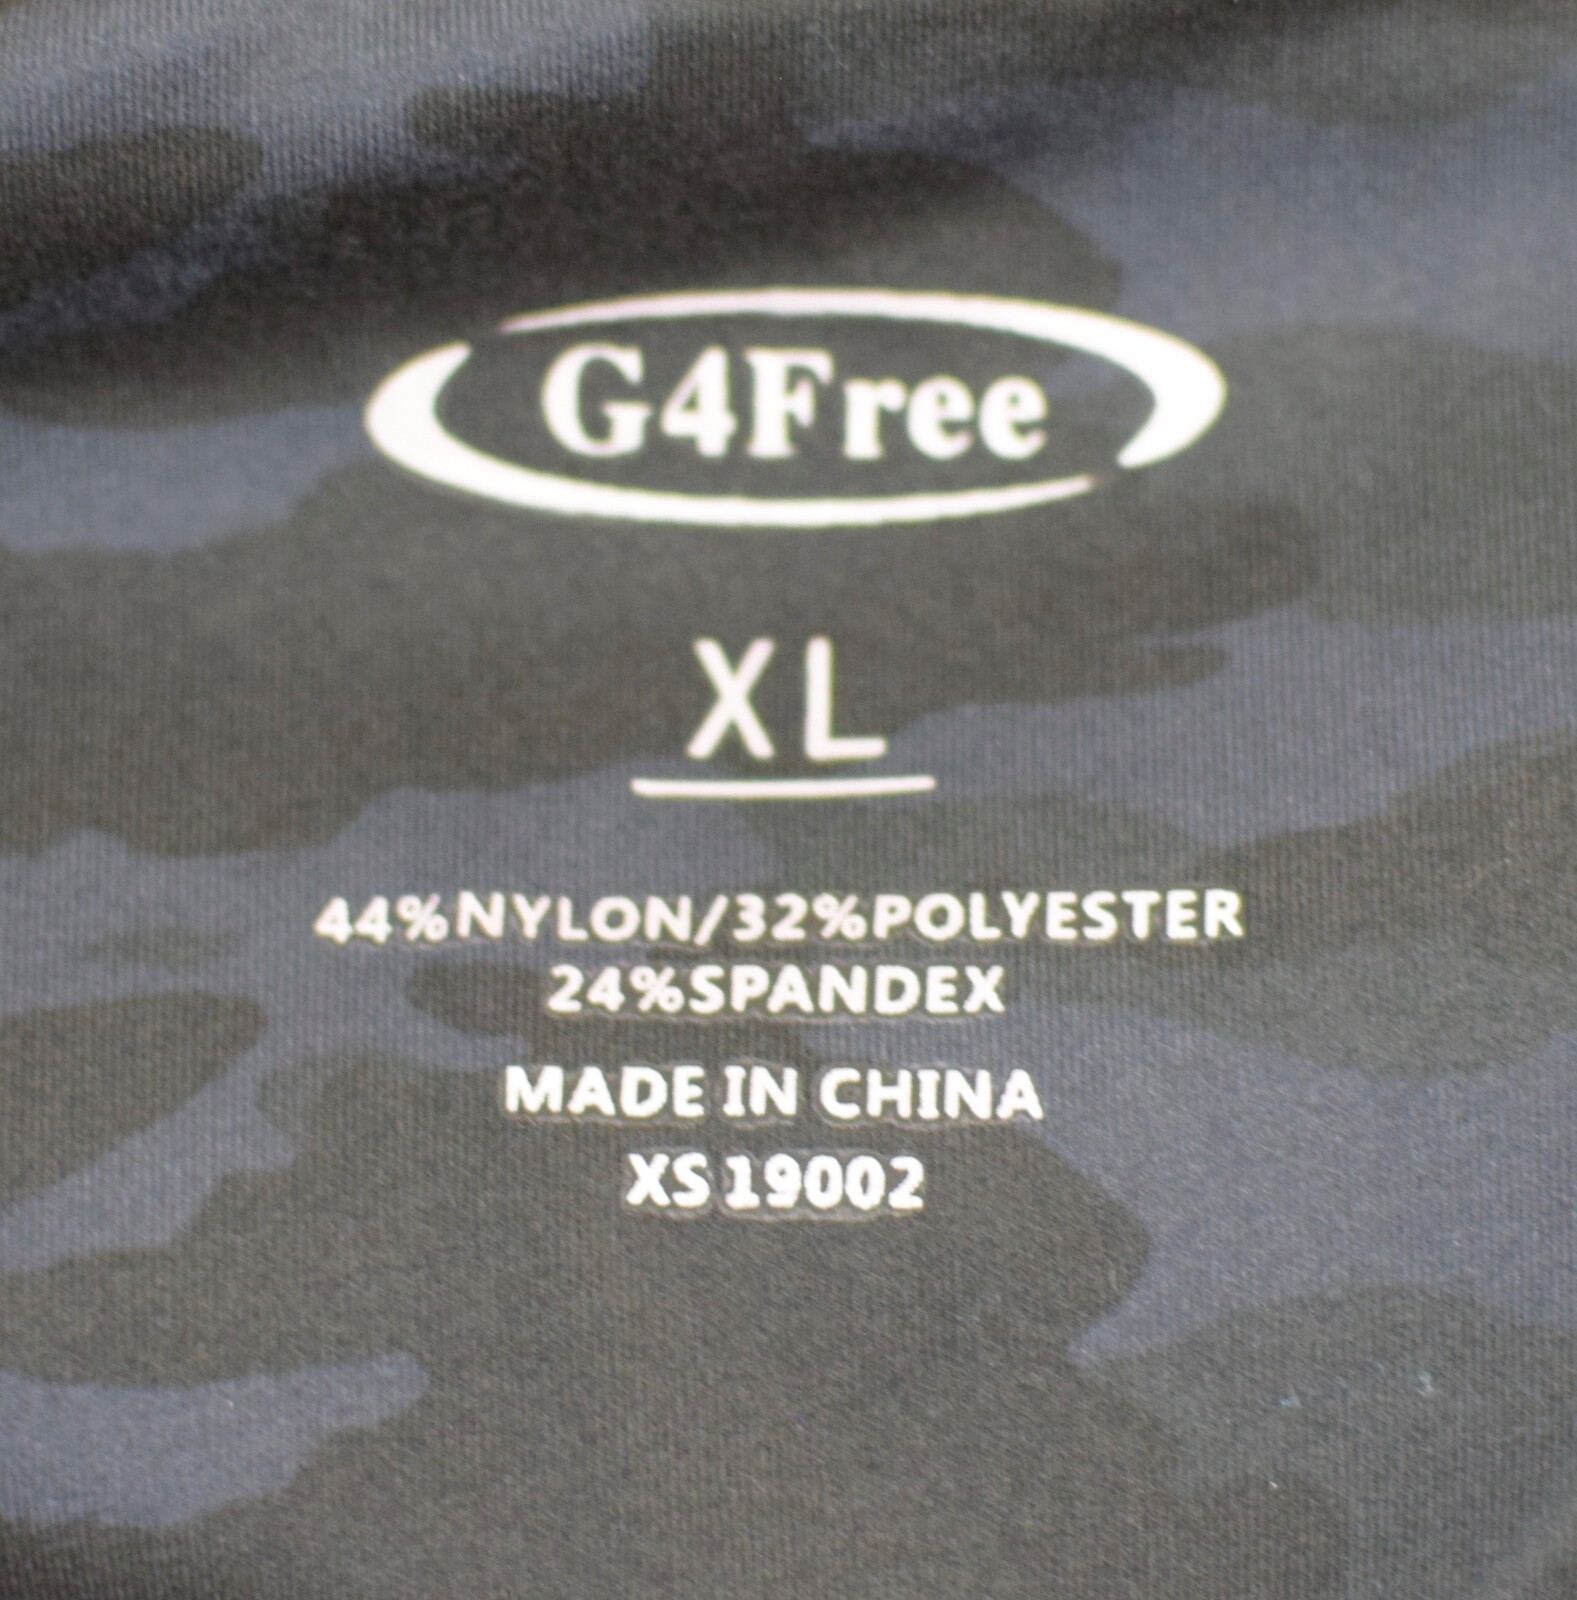 G4Free
XL
44%NYLON/32%POLYESTER
24%SPANDEX
MADE IN CHINA
XS 19002